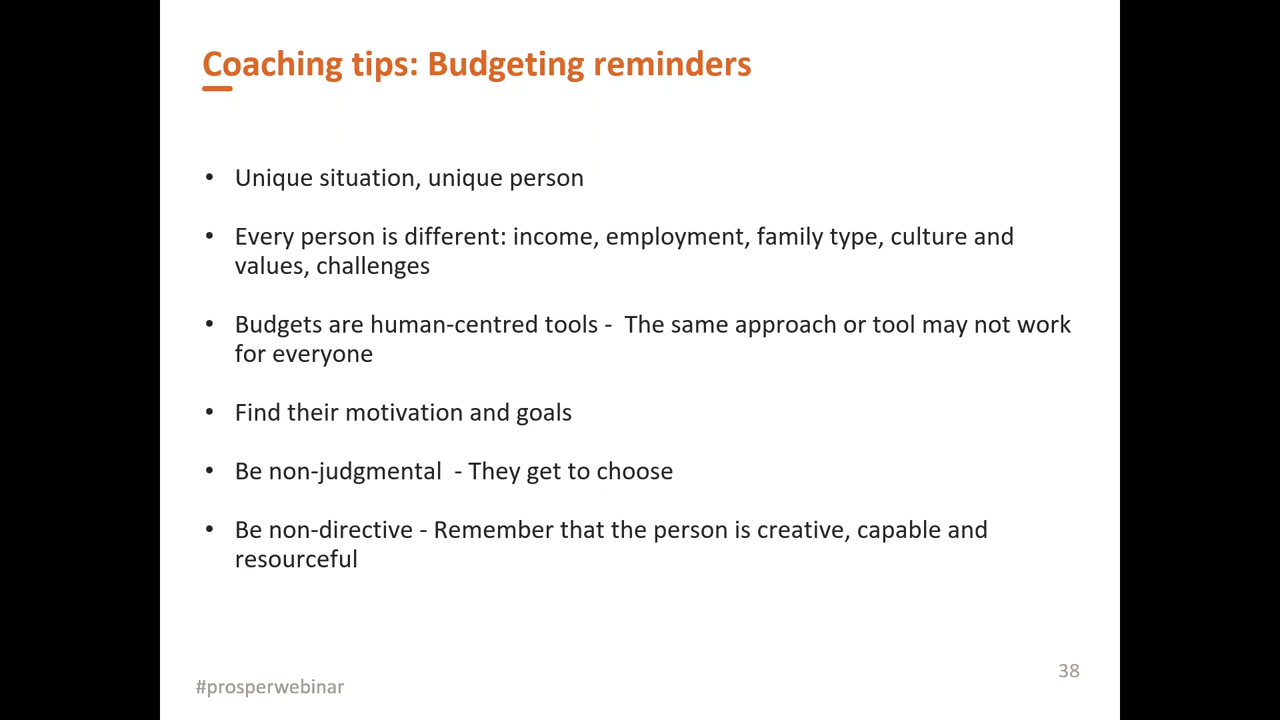 Coaching tips: Budgeting reminders
• Unique situation, unique person
• Every person is different: income, employment, family type, culture and
values, challenges
• Budgets are human-centred tools -  The same approach or tool may not work
for everyone
• Find their motivation and goals
• Be non-judgmental  - They get to choose
• Be non-directive - Remember that the person is creative, capable and
resourceful
38
#prosperwebinar